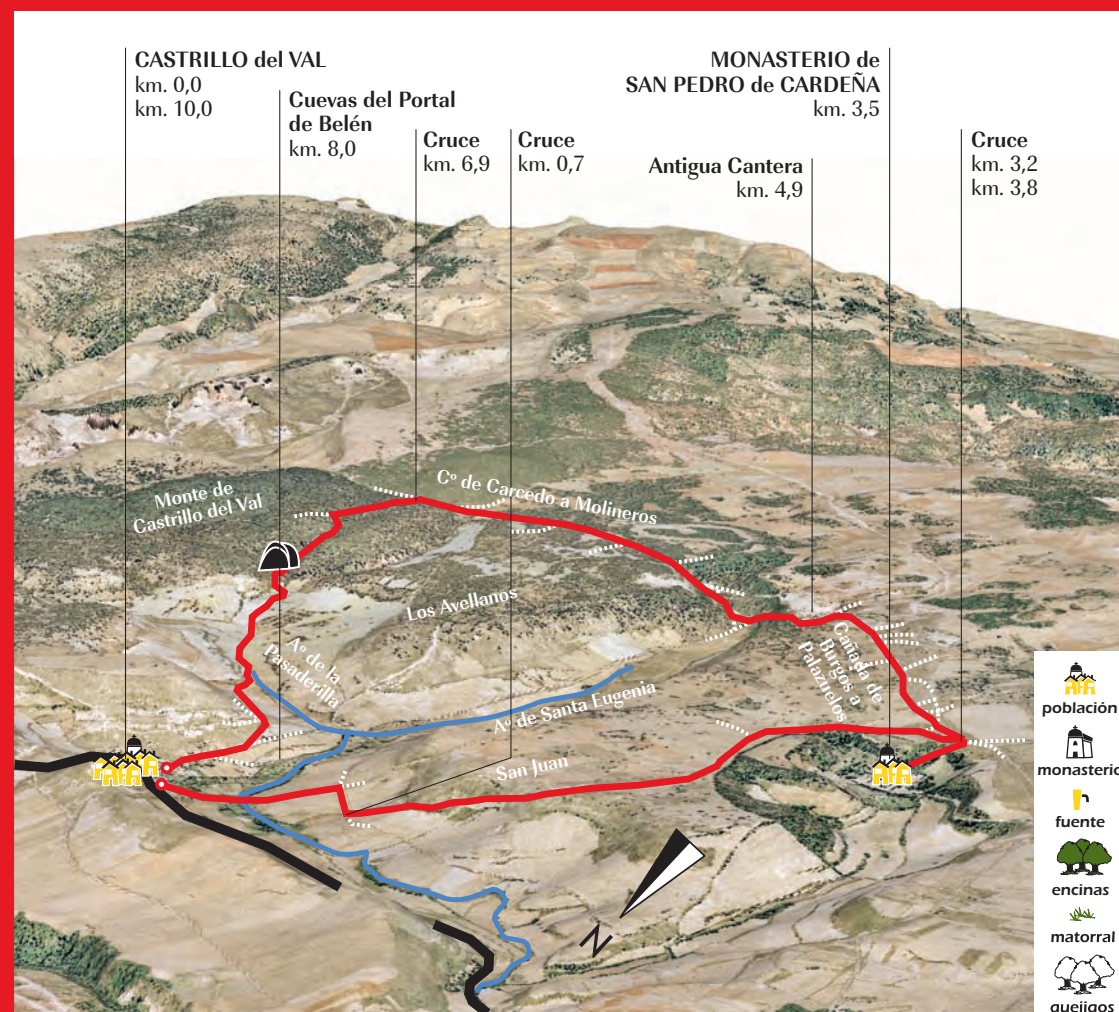 CASTRILLO del VAL
km. 0,0
km. 10,0
Cuevas del Portal
de Belén
km. 8,0
Cruce
km. 6,9
Cruce
km. 0,7
Antigua Cantera
km. 4,9
MONASTERIO de
SAN PEDRO de CARDEÑA
km. 3,5
Cruce
km. 3,2
km. 3,8
Monte de
Castrillo del Val
Cº de Carcedo a Molineros
Los Avellanos
Aº de la
Pasaderilla
Aº de Santa Eugenia
San Juan
Cañada de
Burgos a
Palazuelos
N
población
monasterio
fuente
encinas
matorral
quejigos